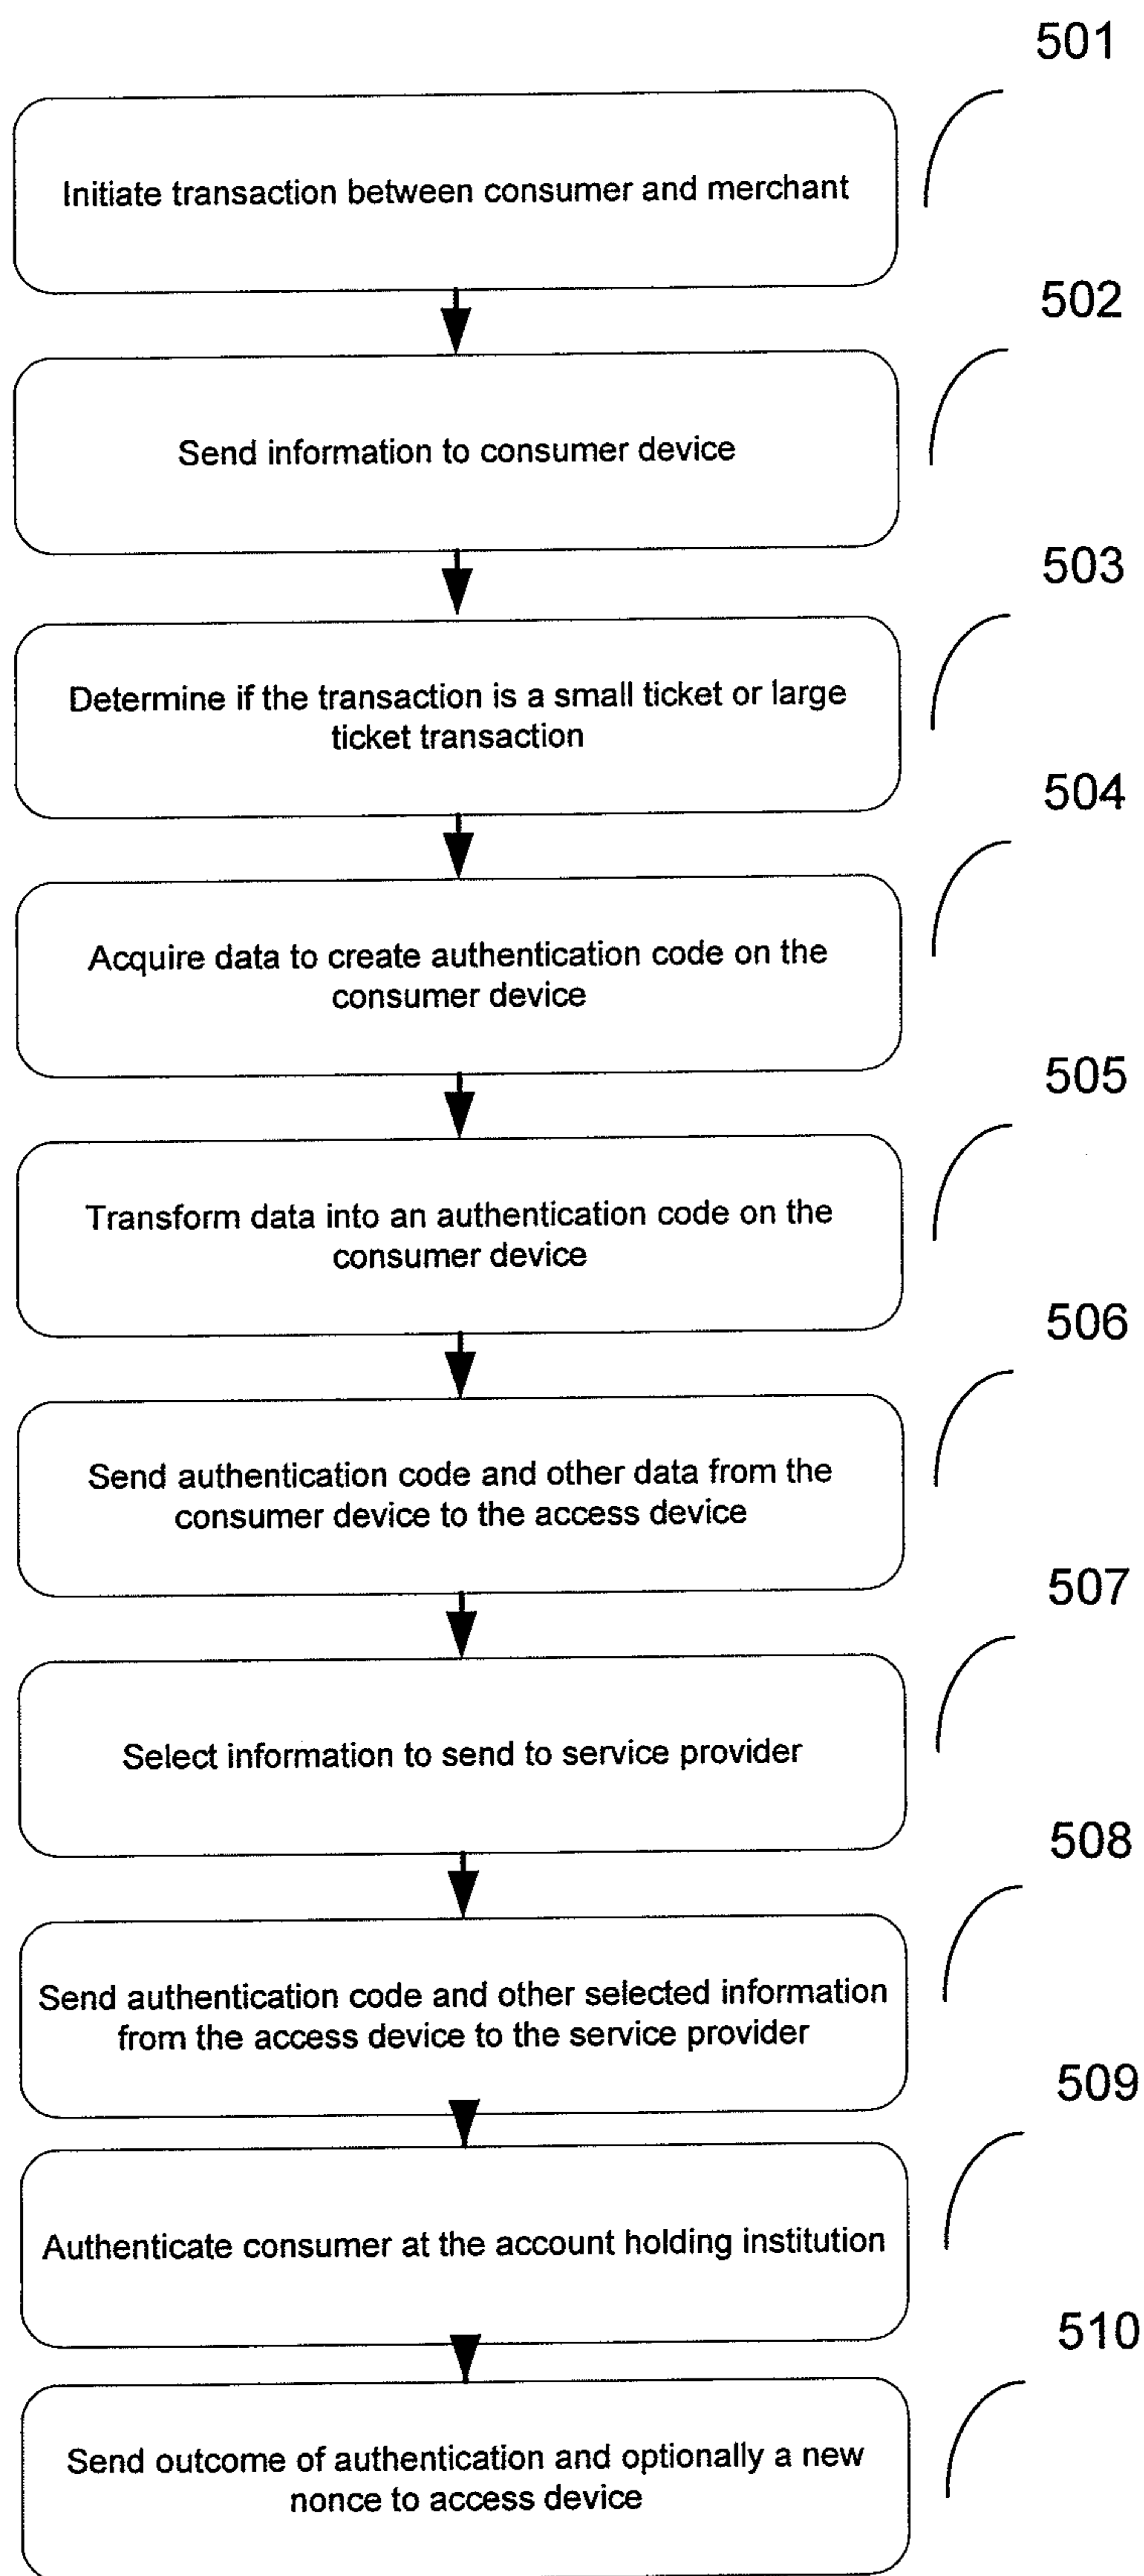 501
Initiate transaction between consumer and merchant
502
Send information to consumer device
503
Determine if the transaction is a small ticket or large
ticket transaction
504
Acquire data to create authentication code on the
consumer device
505
Transform data into an authentication code on the
consumer device
506
Send authentication code and other data from the
consumer device to the access device
507
Select information to send to service provider
508
Send authentication code and other selected information
from the access device to the service provider
509
Authenticate consumer at the account holding institution
510
Send outcome of authentication and optionally a new
nonce to access device